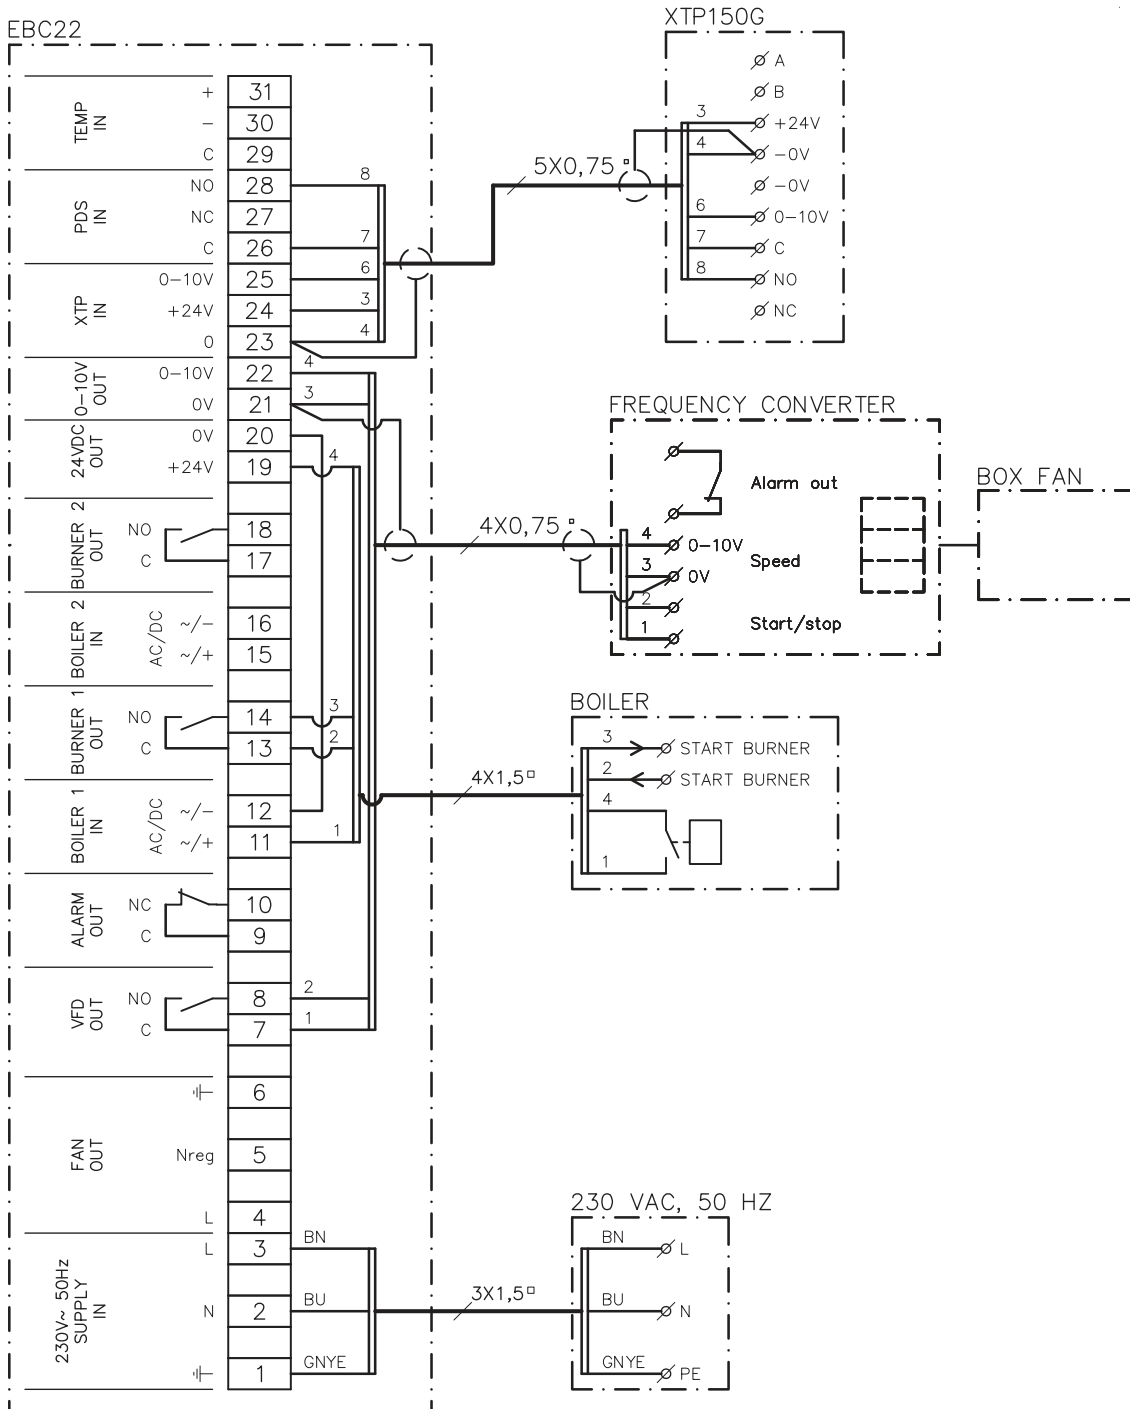 EBC22
TEMP IN
+ 31
− 30
C 29
PDS IN
NO 28 8
NC 27
C 26 7
XTP IN
0−10V 25 6
+24V 24 3
0 23 4
0−10V OUT
0−10V 22 4
0V 21 3
24VDC OUT
0V 20
+24V 19 4
BURNER 2 OUT
NO 18
C 17
BOILER 2 IN
AC/DC
~/− 16
~/+ 15
BURNER 1 OUT
NO 14 3
C 13 2
BOILER 1 IN
AC/DC
~/− 12
~/+ 11 1
ALARM OUT
NC 10
C 9
VFD OUT
NO 8 2
C 7 1
FAN OUT
6
Nreg 5
L 4
230V~ 50Hz SUPPLY IN
L 3 BN
N 2 BU
1 GNYE
XTP150G
A
B
3 +24V
4 −0V
−0V
6 0−10V
7 C
8 NO
NC
5X0,75
FREQUENCY CONVERTER
Alarm out
4 0−10V
Speed
3 0V
2
Start/stop
1
4X0,75
BOX FAN
BOILER
3 START BURNER
2 START BURNER
4
1
4X1,5
230 VAC, 50 HZ
BN L
BU N
GNYE PE
3X1,5